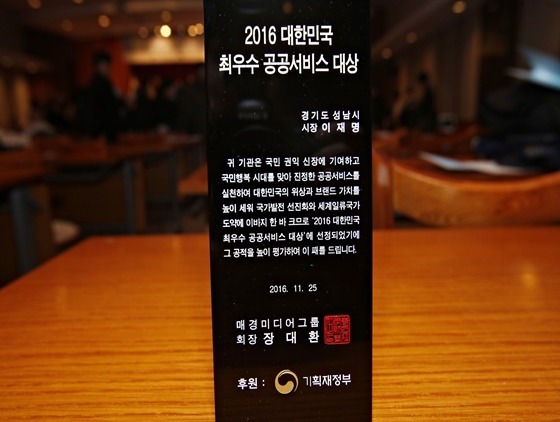 2016 대한민국
최우수 공공서비스 대상
경기도 성남시
시장 이 재 명
귀 기관은 국민 권익 신장에 기여하고
국민행복 시대를 맞아 진정한 공공서비스를
실천하여 대한민국의 위상과 브랜드 가치를
높이 세워 국가발전 선진화와 세계일류국가
도약에 이바지 한 바 크므로 '2016 대한민국
최우수 공공서비스 대상'에 선정되었기에
그 공적을 높이 평가하여 이 패를 드립니다.
2016. 11. 25
매경미디어그룹
회장 장 대 환
후원 : 기획재정부